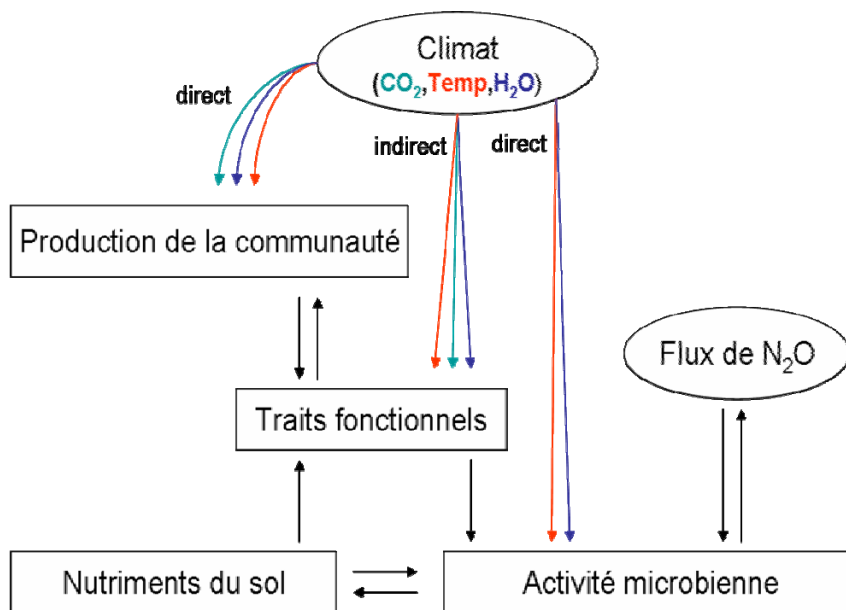 Climat
(CO₂,Temp,H₂O)
direct
indirect
direct
Production de la communauté
Flux de N₂O
Traits fonctionnels
Nutriments du sol
Activité microbienne